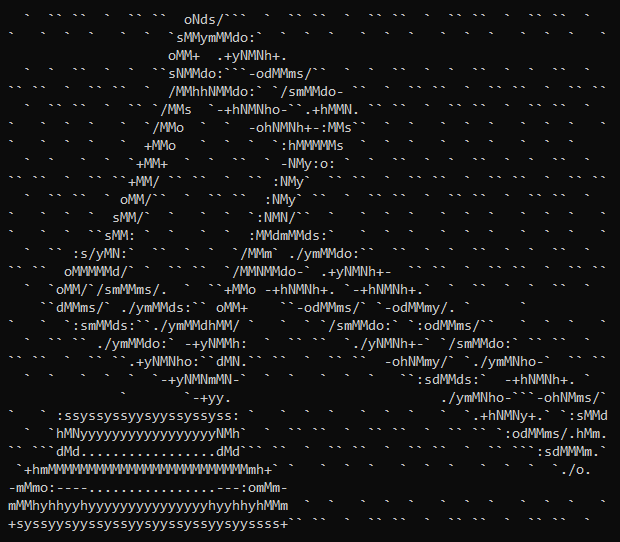 `  `` ``  `  `` ``  oNds/````  `  `` ``  `  `` ``  `  `` ``  `  `` ``  `
`   `  `  `   `  `  `sMMymMMdo:`  `  `  `   `  `  `   `  `  `   `  `  `   `
                    oMM+  .+yNMNh+.
  `  `  `   `  `  ``sNMMdo:```-odMMms/``  `   `  `  `   `  `  `   `  `  `
`` ``  `` `` ``  `  /MMhhNMMdo:` `/smMMdo- ``  `` `` ``  `` `` ``  `` `` ``
  `  `` ``  `  `` `/MMs  `-+hNMNho-``.+hMMN. `` ``  `  `` ``  `  `` ``  `
`   `  `  `   `  `/MMo  `  `  -ohNMNh+-:MMs``  `  `   `  `  `   `  `  `   `
`      `  `   `  +MMo   `  `  `  `:hMMMMMs  `  `  `   `  `  `   `  `  `   `
  `   `  `   ` `+MM+  `  `  ``  ` -NMy:o: `  `  `   `  `  `   `  `  `   `
`` ``  `` `` ``+MM/ `` ``  `  `` :NMy`  `` ``  `` `` ``  `` `` ``  `` `` ``
     `` ``  ` oMM/``  `  `` ``  :NMy` ``  `  `` ``  `  `` ``  `  `` ``  `
`   `  `  `  sMM/`  `   `  `  `:NMN/``  `   `  `  `   `  `  `   `  `  `   `
`   `  `  ``sMM: `  `   `  `  `:MMdmMMds:`  `   `  `  `   `  `  `   `  `  `
     `` :s/yMN:`  `  `   `  ` `/MMm` ./ymMMdo:``  `` ``  `  `` ``  `  ``  `
`` `` oMMMMMd/` `  `` ``  ` `/MMNMMdo-` .+yNMNh+-  `` `` ``  `` `` ``  ``
  `  `oMM/`/smMMms/.  `  ``+MMo -+hNMNh+. `-+hNMNh+.`  `  `   `  `  `
    ``dMMms/` ./ymMMds:`` oMM+    ``-odMMms/` `-odMMmy/. `      `
`   `  `:smMMds:``./ymMMdhMM/ `   `  `  `/smMMdo:` `:odMMms/``  `   `  `  `
  `  `` `` ./ymMMdo:` -+yNMMh:  `  `` ``  ` ./yNMNh+-`  /smMMdo:` `` ``
`` ``  `` `` ``.+yNMNho:``dMN.`` ``  `` `` ``  -ohNMmy/`  ./ymMNho-`  `` ``
  `   `  `   `  ` `-+yNMNmMN-`  `   `  `   `  `  ``:sdMMds:`  -+hNMNh+. `
              `       `-+yy.                          ./ymMNho-```-ohNMms/`
`   `  :ssyssyssyysyyssyssyss: `   `  `  `   `  `  `   `  `.+hNMNy+.` `:sMMd
  `  `hMNyyyyyyyyyyyyyyyyyNMh`  `  `   `  `  `   `  `  `   `` `:odMMms/.hMm.
`` ```dMd.................dMd` `` ``  `` `` ``  `` `` ``  `` ``  ```:sdMMMm.`
 `+hmMMMMMMMMMMMMMMMMMMMMMMMMMmh+` `  `   `  `  `   `  `  `   `  `  ``./o.  `
-mMmo:----.................---:omMm-
mMMhyhhyyhyyyyyyyyyyyyyyyhyyhhyhMMm  `  `   `  `  `   `  `  `   `  `  `   `
+syssyysyyssyyssyysyyssyyssyysyyssss+`` ``  `  `` ``  `  `` ``  `  `` ``  `